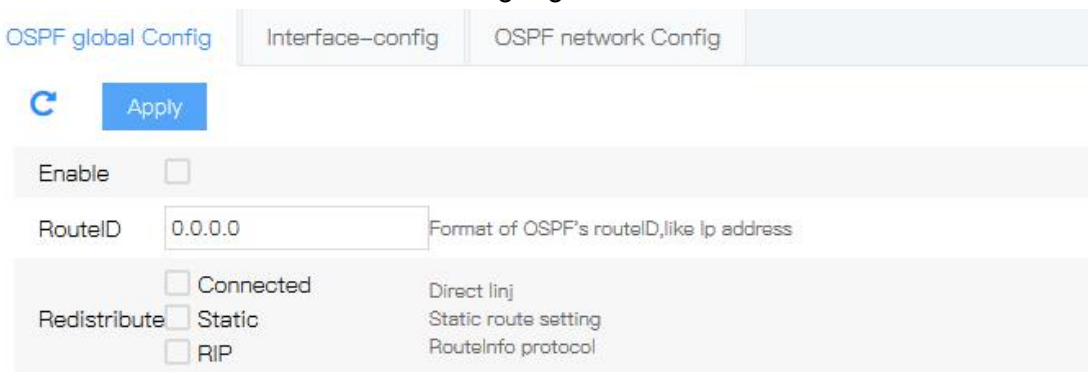 OSPF global Config Interface-config OSPF network Config
Apply
Enable
RouteID 0.0.0.0 Format of OSPF's routeID,like Ip address
Connected Direct linj
Redistribute Static Static route setting
RIP RouteInfo protocol